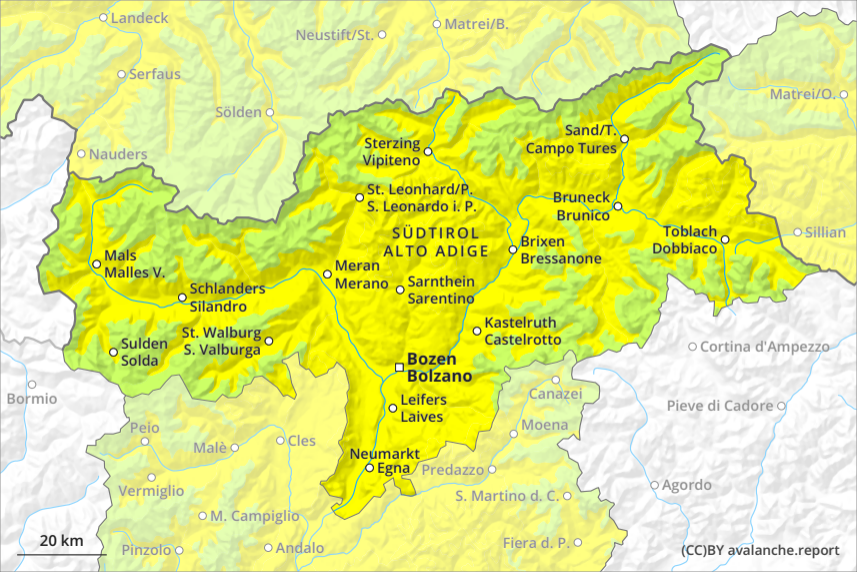 Landeck
Neustift/St.
Matrei/B.
Serfaus
Matrei/O.
Sölden
Sand/T.
Campo Tures
Sterzing
Vipiteno
Nauders
St. Leonhard/P.
S. Leonardo i. P.
Bruneck
Brunico
SÜDTIROL
ALTO ADIGE
Toblach
Dobbiaco
Sillian
Brixen
Bressanone
Mals
Malles V.
Meran
Merano
Sarnthein
Sarentino
Schlanders
Silandro
Kastelruth
Castelrotto
St. Walburg
S. Valburga
Sulden
Solda
Cortina d'Ampezzo
Bozen
Bolzano
Bormio
Canazei
Leifers
Laives
Pieve di Cadore
Peio
Moena
Malè
Cles
Neumarkt
Egna
Predazzo
Vermiglio
Agordo
S. Martino d. C.
M. Campiglio
20 km
Pinzolo
Andalo
Fiera d. P.
(CC)BY avalanche.report